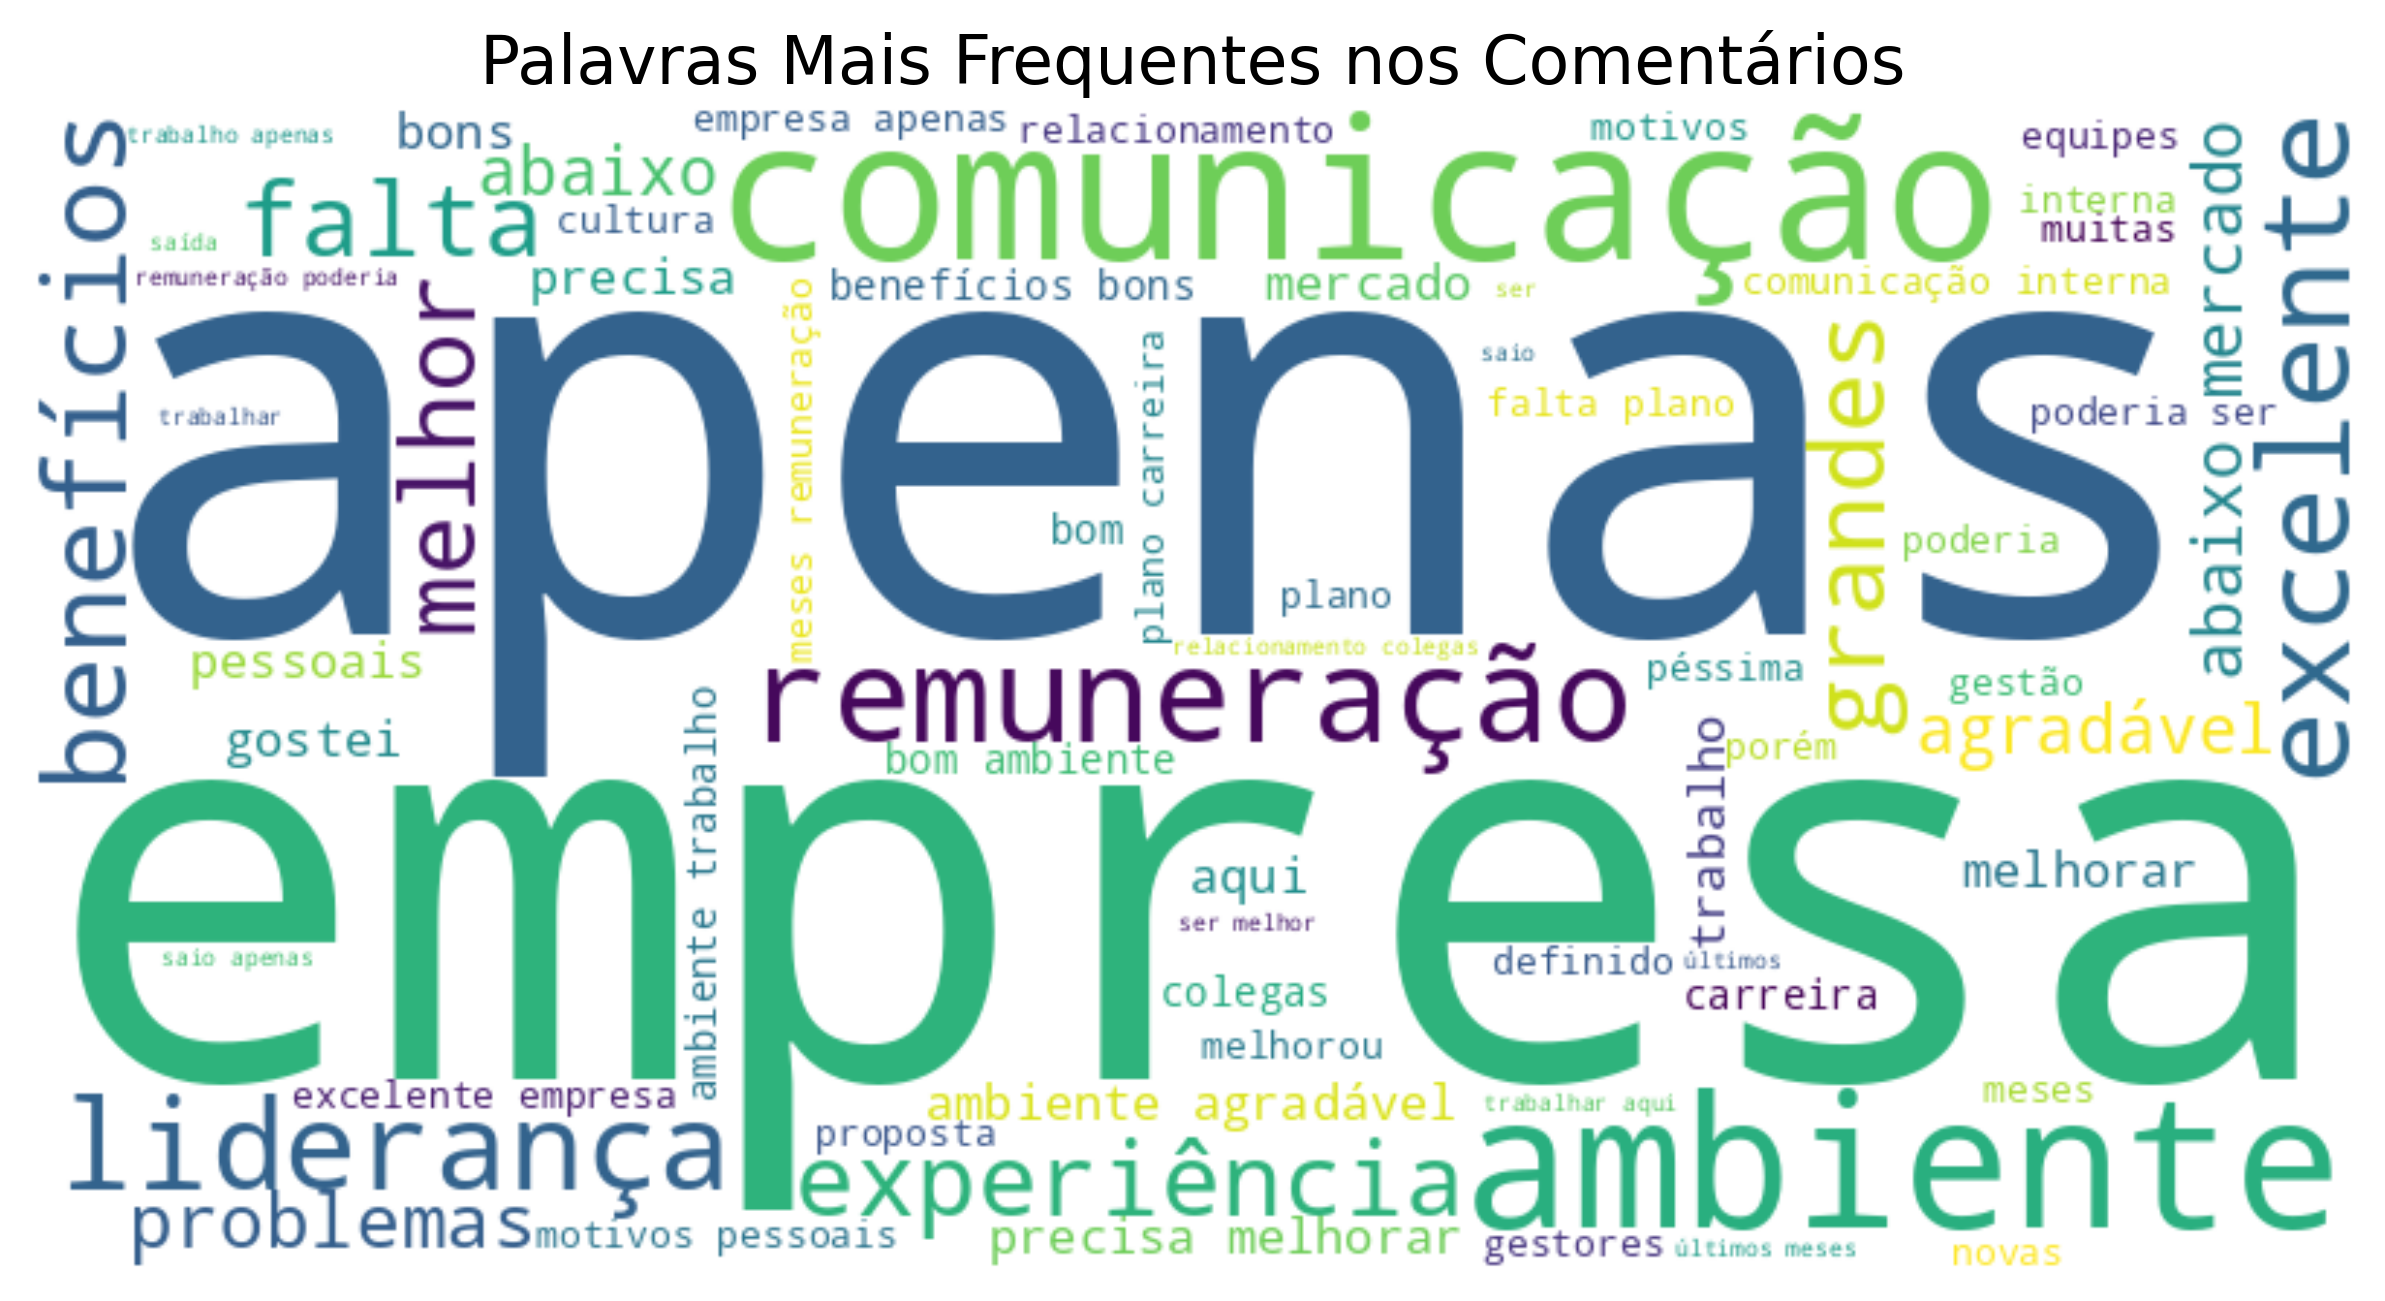 Palavras Mais Frequentes nos Comentários
trabalho apenas
bons
empresa apenas
relacionamento
motivos
equipes
benefícios
abaixo
comunicação
abaixo mercado
excelente
falta
cultura
interna
muitas
saída
remuneração poderia
precisa
benefícios bons
mercado
ser
comunicação interna
melhor
apenas
meses remuneração
plano carreira
saio
grandes
trabalhar
falta plano
poderia ser
bom
poderia
plano
pessoais
relacionamento colegas
remuneração
péssima
gestão
gostei
agradável
ambiente trabalho
bom ambiente
trabalho
porém
empresa
aqui
melhorar
ser melhor
saio apenas
definido
últimos
colegas
carreira
melhorou
excelente empresa
ambiente agradável
trabalhar aqui
meses
liderança
proposta
experiência
ambiente
problemas
motivos pessoais
precisa melhorar
gestores
últimos meses
novas